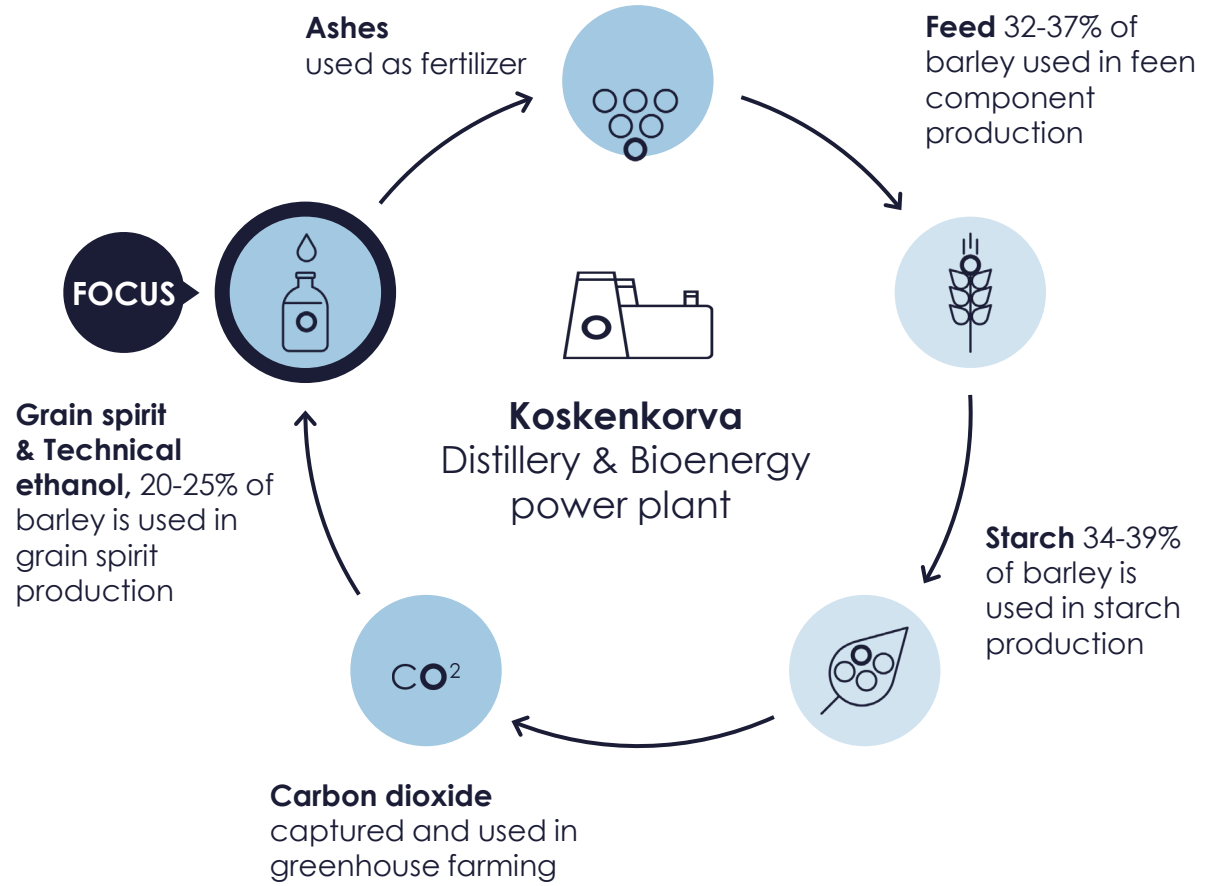 Ashes
used as fertilizer
Feed 32-37% of
barley used in feen
component
production
FOCUS
Grain spirit
& Technical
ethanol, 20-25% of
barley is used in
grain spirit
production
Koskenkorva
Distillery & Bioenergy
power plant
Starch 34-39%
of barley is
used in starch
production
CO²
Carbon dioxide
captured and used in
greenhouse farming